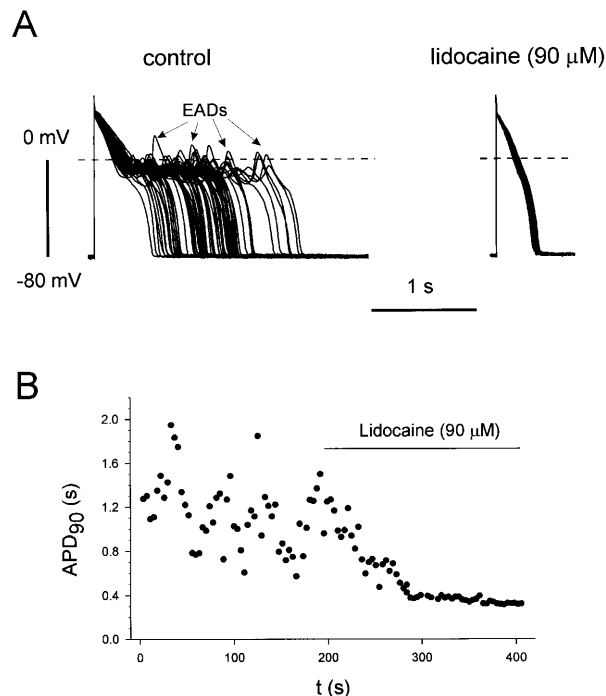 A
control
lidocaine (90 µM)
EADs
0 mV
-80 mV
1 s
B
Lidocaine (90 µM)
APD90 (s)
2.0
1.6
1.2
0.8
0.4
0.0
0
100
200
300
400
t (s)